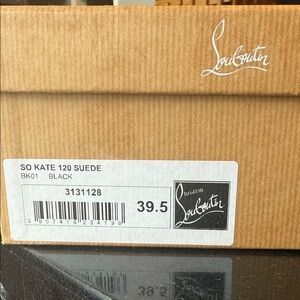 Louboutin
SO KATE 120 SUEDE
BK01 BLACK
3131128
39.5
Christian
Louboutin